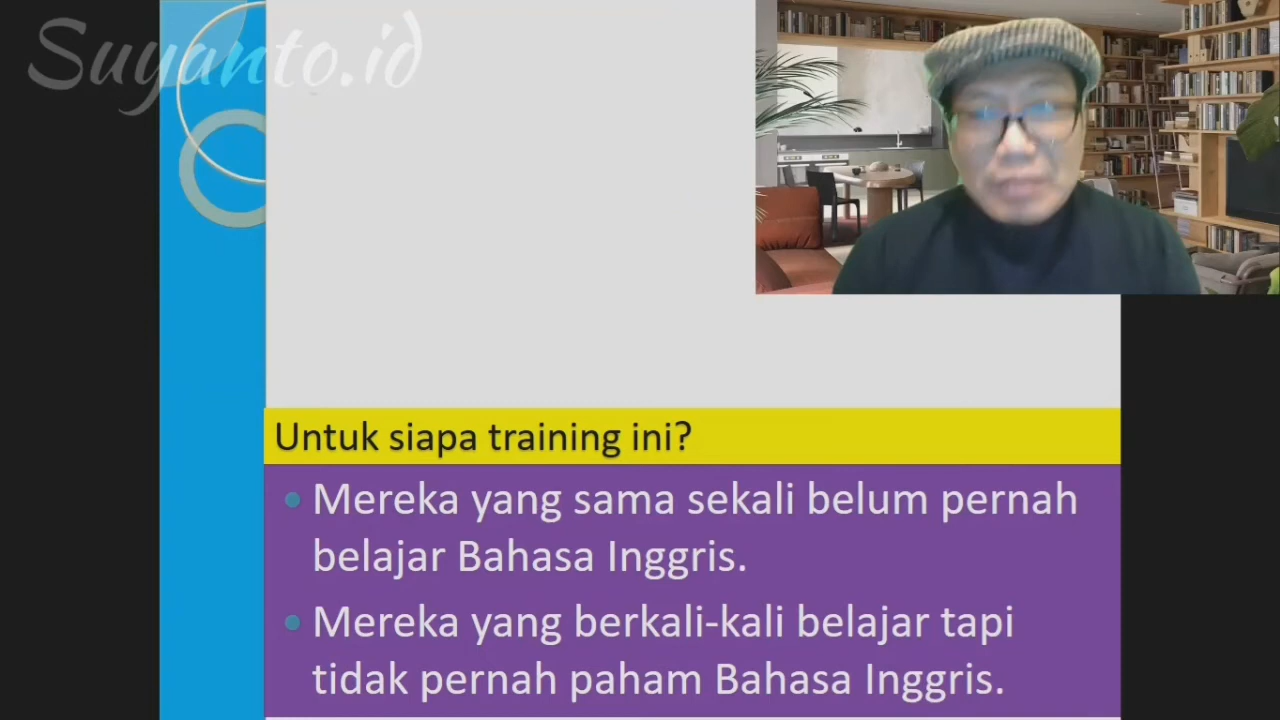 Suyanto.id
Untuk siapa training ini?
• Mereka yang sama sekali belum pernah
belajar Bahasa Inggris.
• Mereka yang berkali-kali belajar tapi
tidak pernah paham Bahasa Inggris.